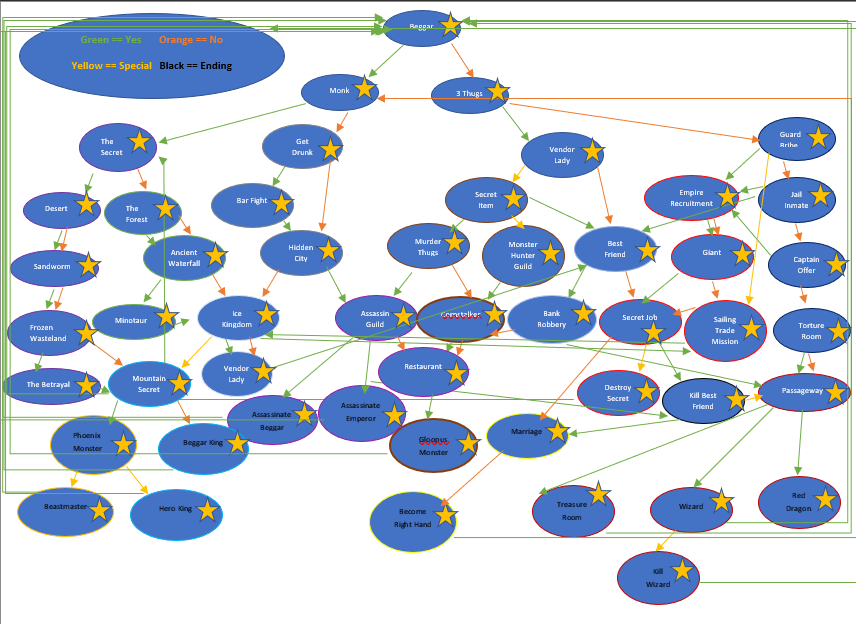 Beggar
Green == Yes Orange == No
Yellow == Special Black == Ending
Monk
3 Thugs
The
Secret
Get
Drunk
Vendor
Lady
Guard
Bribe
Desert
The
Forest
Bar Fight
Secret
Item
Empire
Recruitment
Jail
Inmate
Sandworm
Ancient
Waterfall
Hidden
City
Murder
Thugs
Monster
Hunter
Guild
Best
Friend
Giant
Captain
Offer
Frozen
Wasteland
Minotaur
Ice
Kingdom
Assassin
Guild
Bank
Robbery
Secret Job
Sailing
Trade
Mission
Torture
Room
The Betrayal
Mountain
Secret
Vendor
Lady
Restaurant
Destroy
Secret
Kill Best
Friend
Passageway
Phoenix
Monster
Beggar King
Assassinate
Beggar
Assassinate
Emperor
Gloopus
Monster
Marriage
Beastmaster
Hero King
Become
Right Hand
Treasure
Room
Wizard
Red
Dragon
Kill
Wizard